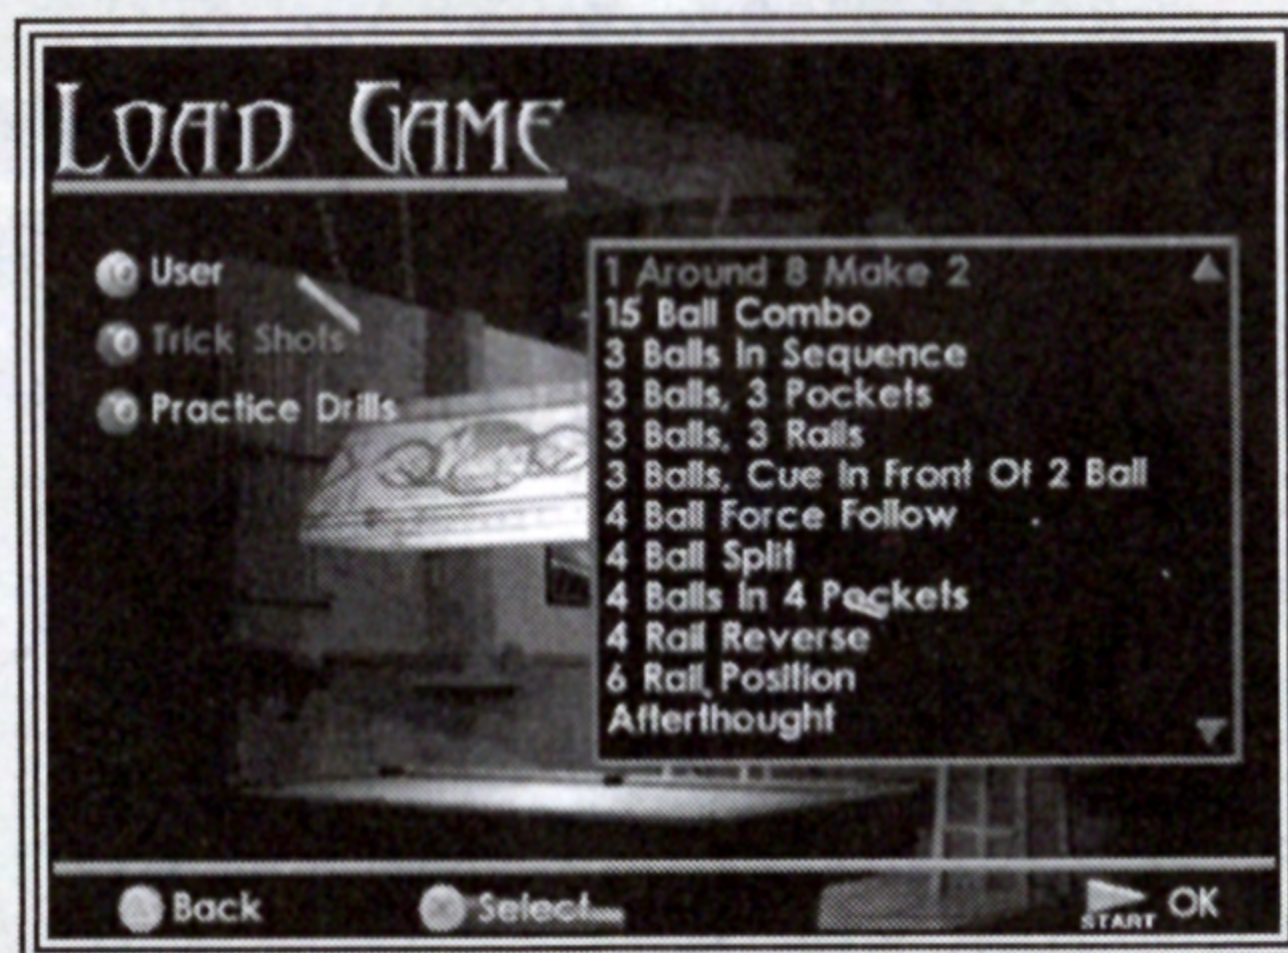 LOAD GAME
User
Trick Shots
Practice Drills
1 Around 8 Make 2
15 Ball Combo
3 Balls In Sequence
3 Balls, 3 Pockets
3 Balls, 3 Rails
3 Balls, Cue In Front Of 2 Ball
4 Ball Force Follow
4 Ball Split
4 Balls In 4 Pockets
4 Rail Reverse
6 Rail Position
Afterthought
Back
Select
START OK